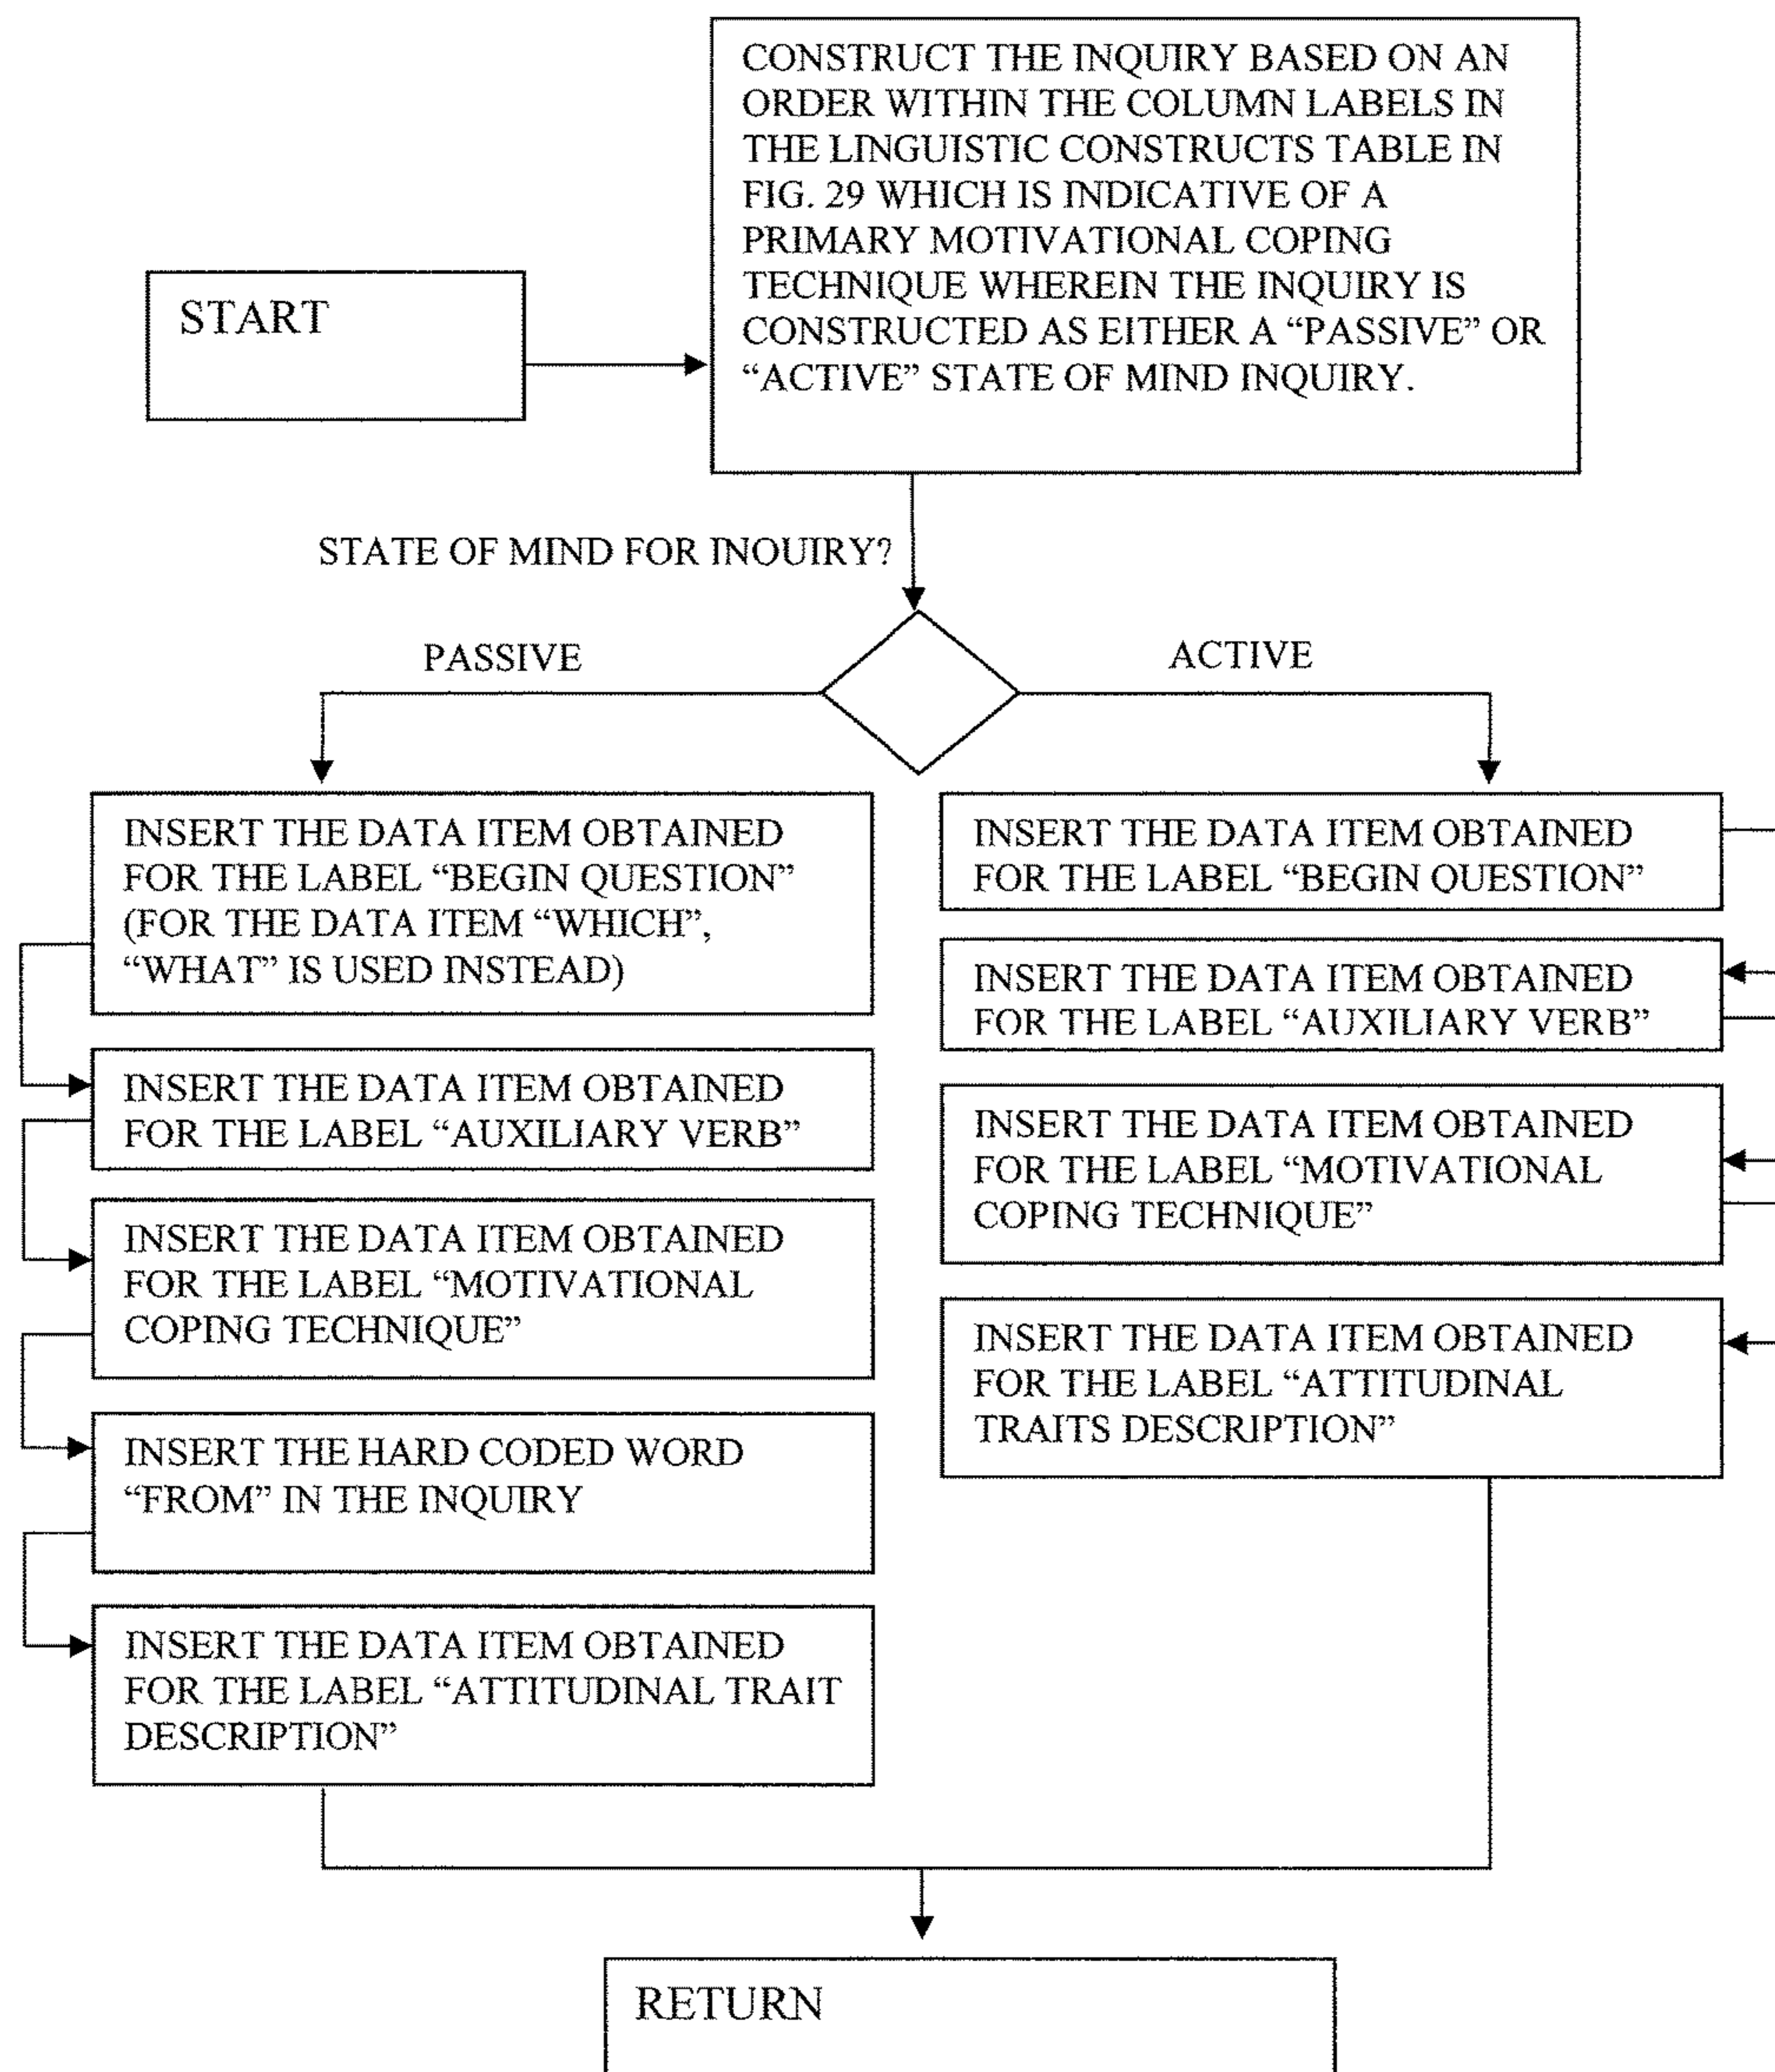 START
CONSTRUCT THE INQUIRY BASED ON AN
ORDER WITHIN THE COLUMN LABELS IN
THE LINGUISTIC CONSTRUCTS TABLE IN
FIG. 29 WHICH IS INDICATIVE OF A
PRIMARY MOTIVATIONAL COPING
TECHNIQUE WHEREIN THE INQUIRY IS
CONSTRUCTED AS EITHER A “PASSIVE” OR
“ACTIVE” STATE OF MIND INQUIRY.
STATE OF MIND FOR INQUIRY?
PASSIVE
ACTIVE
INSERT THE DATA ITEM OBTAINED
FOR THE LABEL “BEGIN QUESTION”
(FOR THE DATA ITEM “WHICH”,
“WHAT” IS USED INSTEAD)
INSERT THE DATA ITEM OBTAINED
FOR THE LABEL “AUXILIARY VERB”
INSERT THE DATA ITEM OBTAINED
FOR THE LABEL “MOTIVATIONAL
COPING TECHNIQUE”
INSERT THE HARD CODED WORD
“FROM” IN THE INQUIRY
INSERT THE DATA ITEM OBTAINED
FOR THE LABEL “ATTITUDINAL TRAIT
DESCRIPTION”
INSERT THE DATA ITEM OBTAINED
FOR THE LABEL “BEGIN QUESTION”
INSERT THE DATA ITEM OBTAINED
FOR THE LABEL “AUXILIARY VERB”
INSERT THE DATA ITEM OBTAINED
FOR THE LABEL “MOTIVATIONAL
COPING TECHNIQUE”
INSERT THE DATA ITEM OBTAINED
FOR THE LABEL “ATTITUDINAL
TRAITS DESCRIPTION”
RETURN